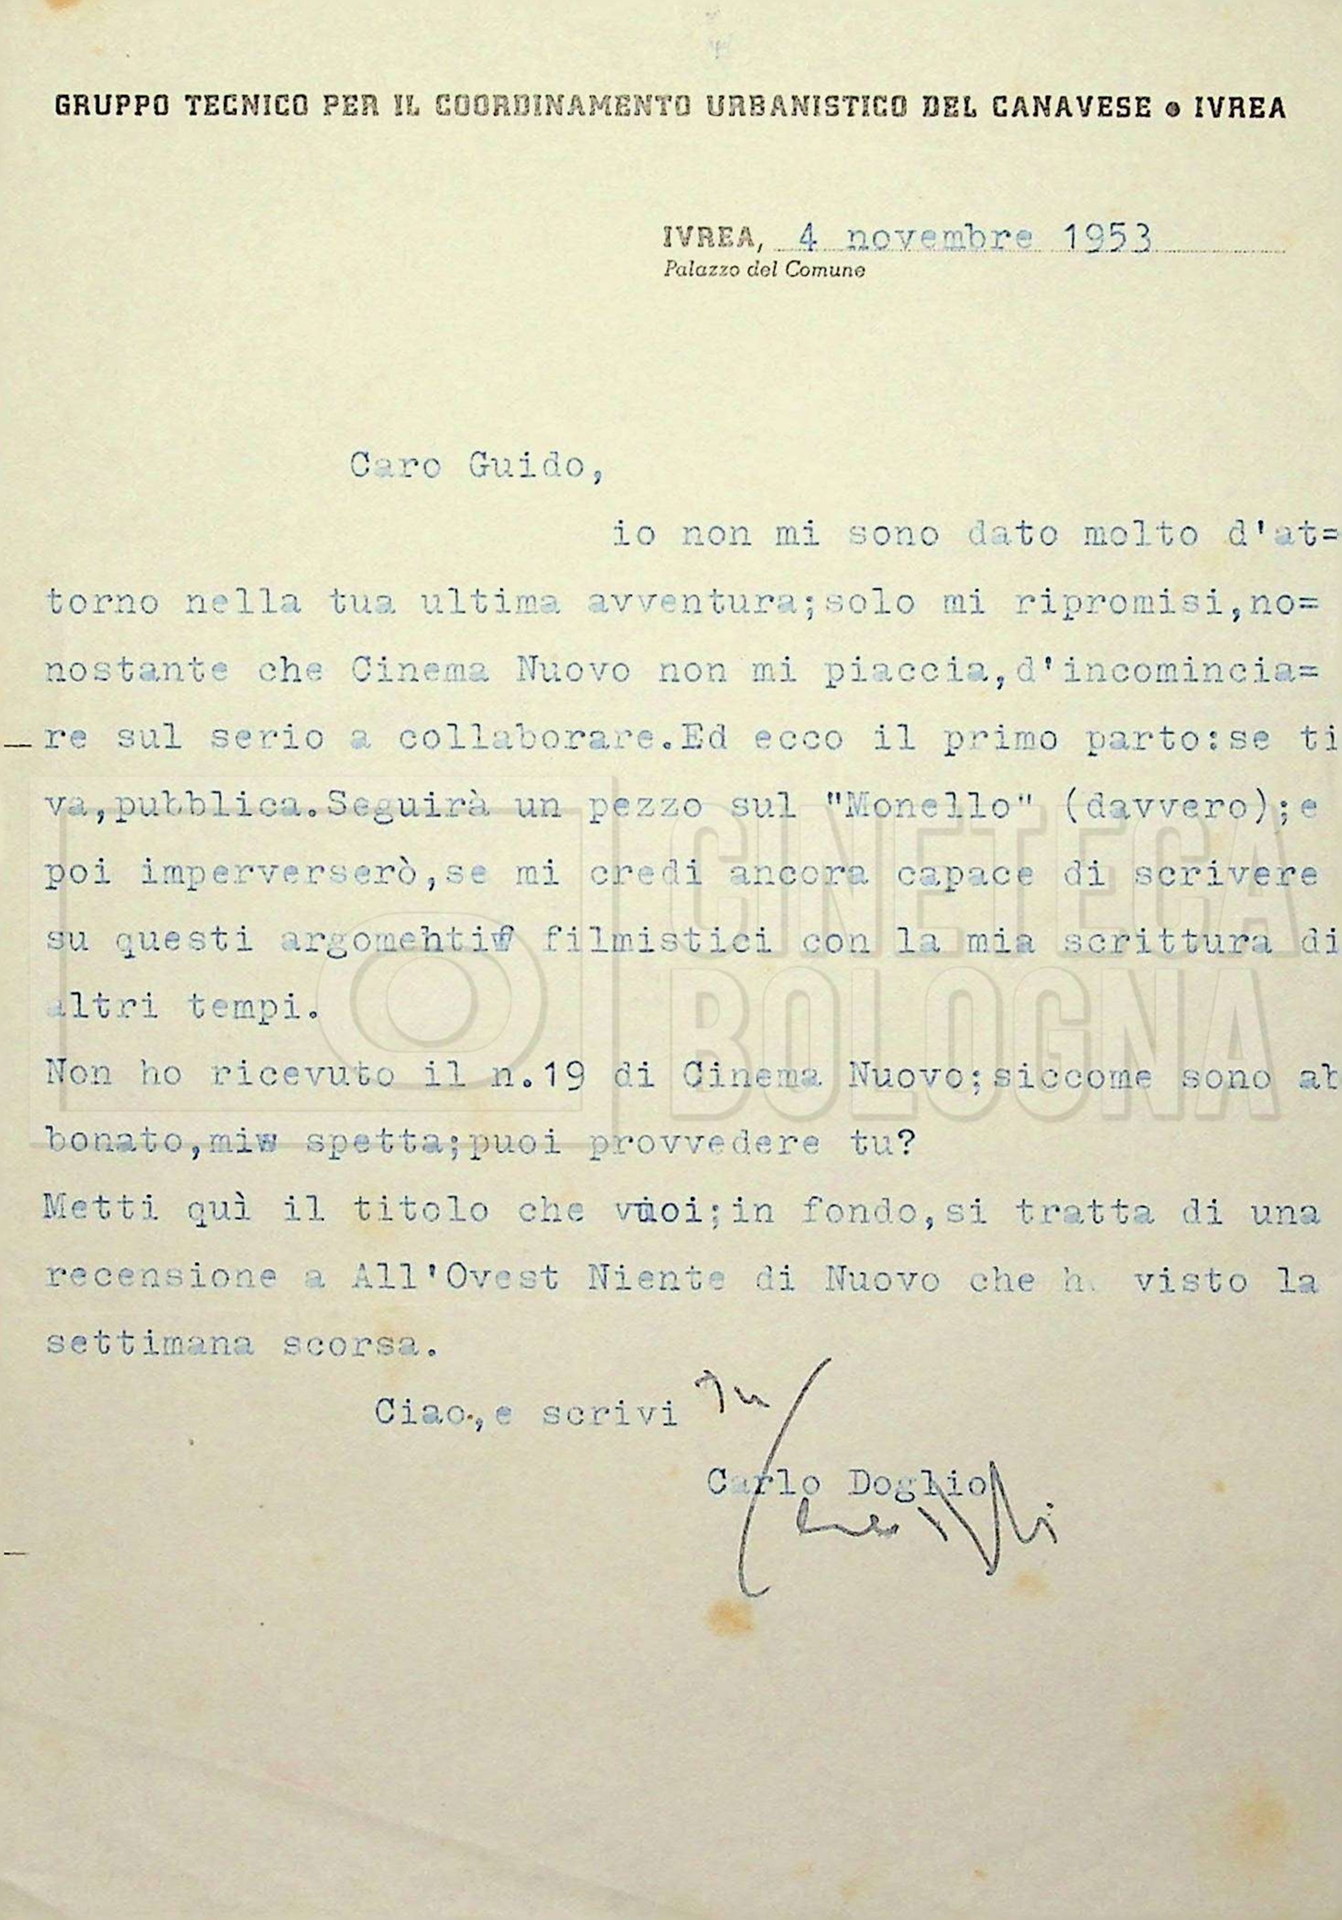 GRUPPO TECNICO PER IL COORDINAMENTO URBANISTICO DEL CANAVESE • IVREA
IVREA, 4 novembre 1953
Palazzo del Comune
Caro Guido,
io non mi sono dato molto d'at=
torno nella tua ultima avventura;solo mi ripromisi,no=
nostante che Cinema Nuovo non mi piaccia,d'incomincia=
re sul serio a collaborare.Ed ecco il primo parto:se ti
va,pubblica.Seguirà un pezzo sul "Monello" (davvero);e
poi imperverserò,se mi credi ancora capace di scrivere
su questi argomehti filmistici con la mia scrittura di
altri tempi.
Non ho ricevuto il n.19 di Cinema Nuovo;siccome sono ab
bonato,mi spetta;puoi provvedere tu?
Metti quì il titolo che vuoi;in fondo,si tratta di una
recensione a All'Ovest Niente di Nuovo che h visto la
settimana scorsa.
Ciao.,e scrivi Tu
Carlo Doglio
Carlo Doglio
CINETECA
BOLOGNA